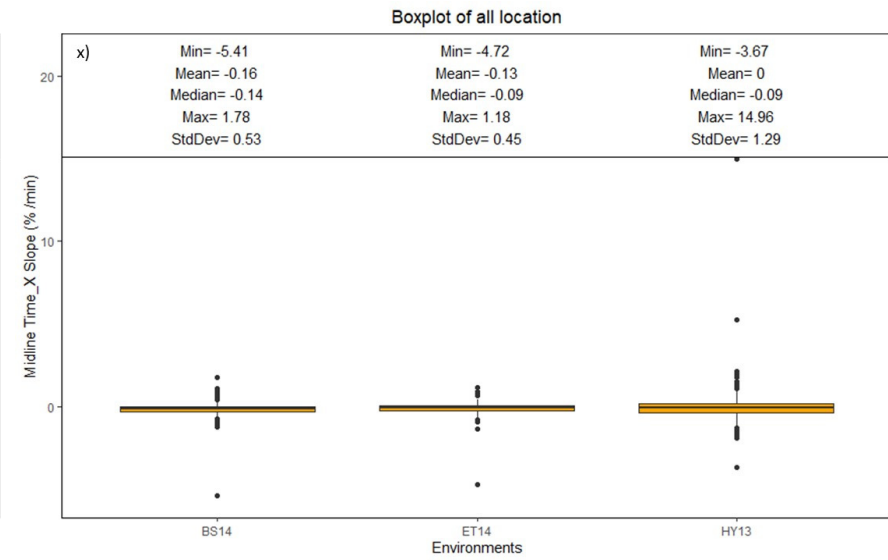 Boxplot of all location
x)
Min= -5.41
Mean= -0.16
Median= -0.14
Max= 1.78
StdDev= 0.53
Min= -4.72
Mean= -0.13
Median= -0.09
Max= 1.18
StdDev= 0.45
Min= -3.67
Mean= 0
Median= -0.09
Max= 14.96
StdDev= 1.29
Midline Time_X Slope (% /min)
20
10
0
BS14
ET14
HY13
Environments